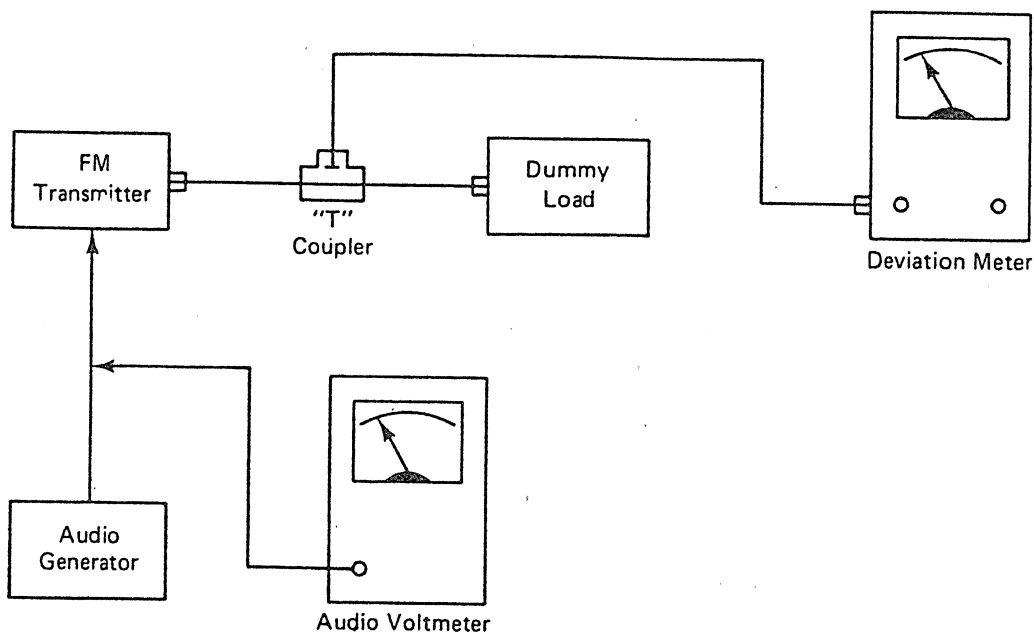 FM
Transmitter
"T"
Coupler
Dummy
Load
Deviation Meter
Audio
Generator
Audio Voltmeter